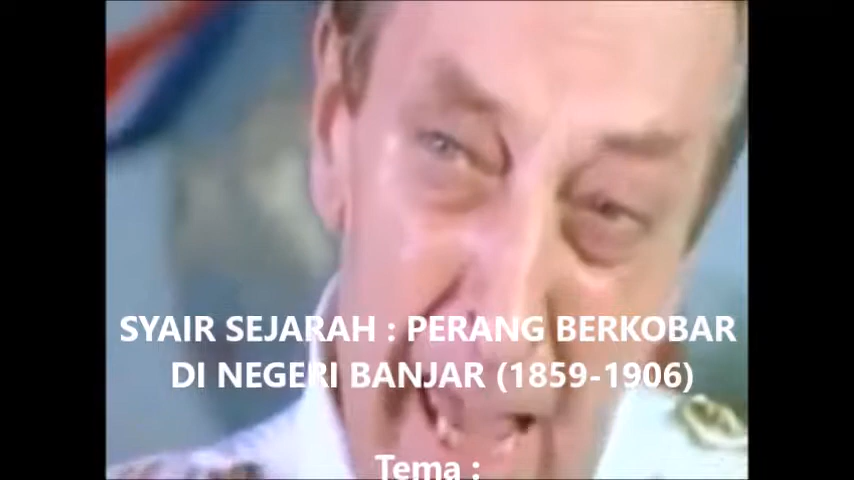 SYAIR SEJARAH : PERANG BERKOBAR
DI NEGERI BANJAR (1859-1906)
Tema :